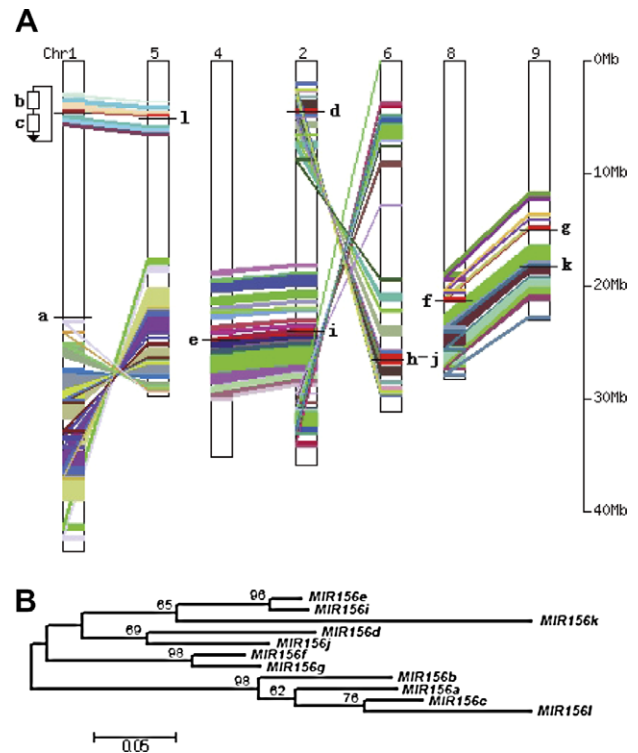 A
Chr1 5 4 2 6 8 9
0Mb
b
c
l
d
10Mb
g
k
20Mb
a
f
e
i
h-j
30Mb
40Mb
B
96 MIR156e
65 MIR156i
MIR156k
69 MIR156d
MIR156j
98 MIR156f
MIR156g
98 MIR156b
62 MIR156a
76 MIR156c
MIR156l
0.05